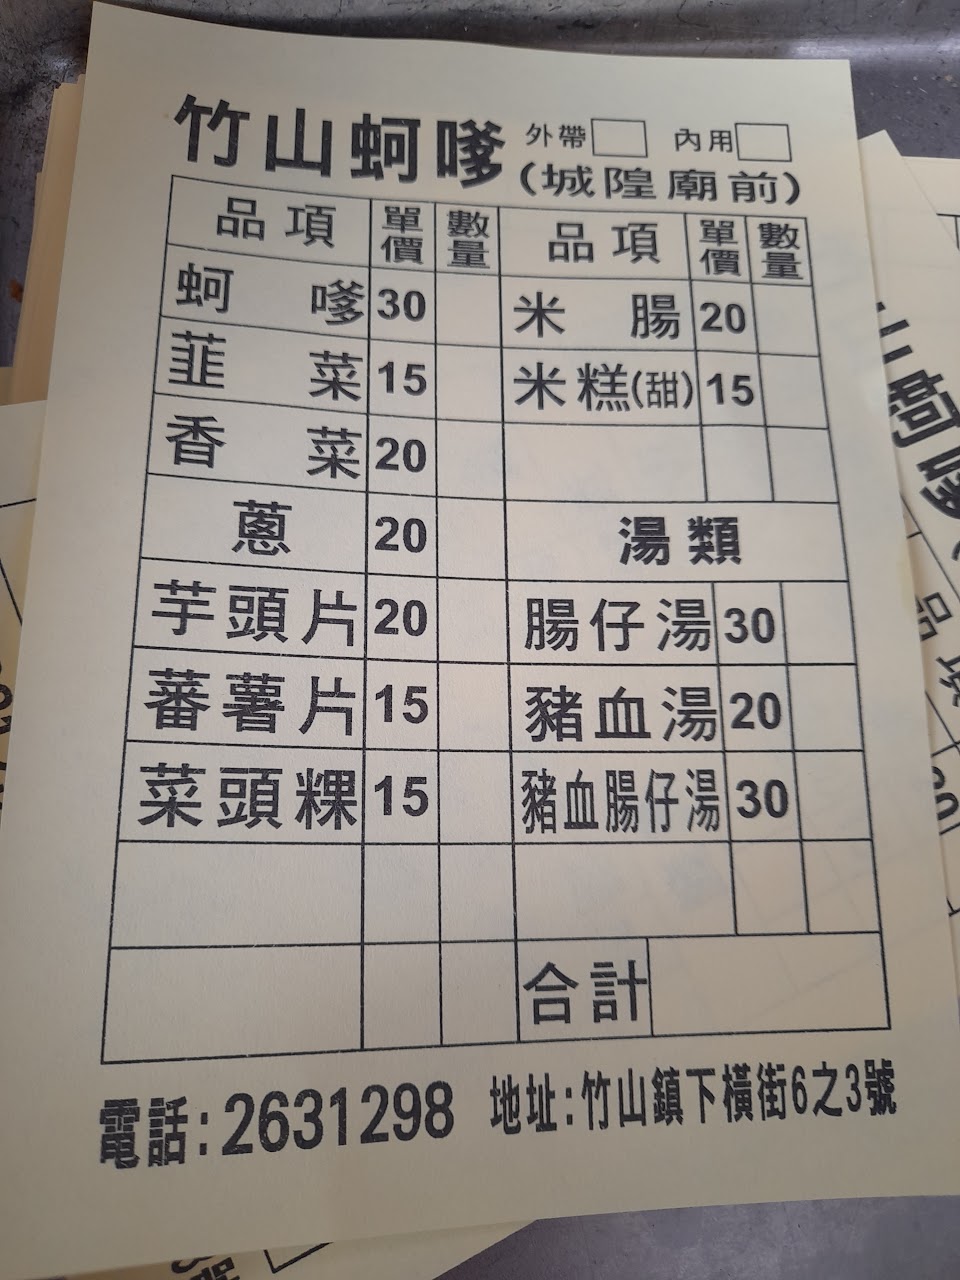 竹山蚵嗲 外帶 內用
(城隍廟前)
品項 單價 數量 品項 單價 數量
蚵嗲 30 米腸 20
韮菜 15 米糕(甜) 15
香菜 20
蔥 20 湯類
芋頭片 20 腸仔湯 30
蕃薯片 15 豬血湯 20
菜頭粿 15 豬血腸仔湯 30
合計
電話:2631298 地址:竹山鎮下橫街6之3號